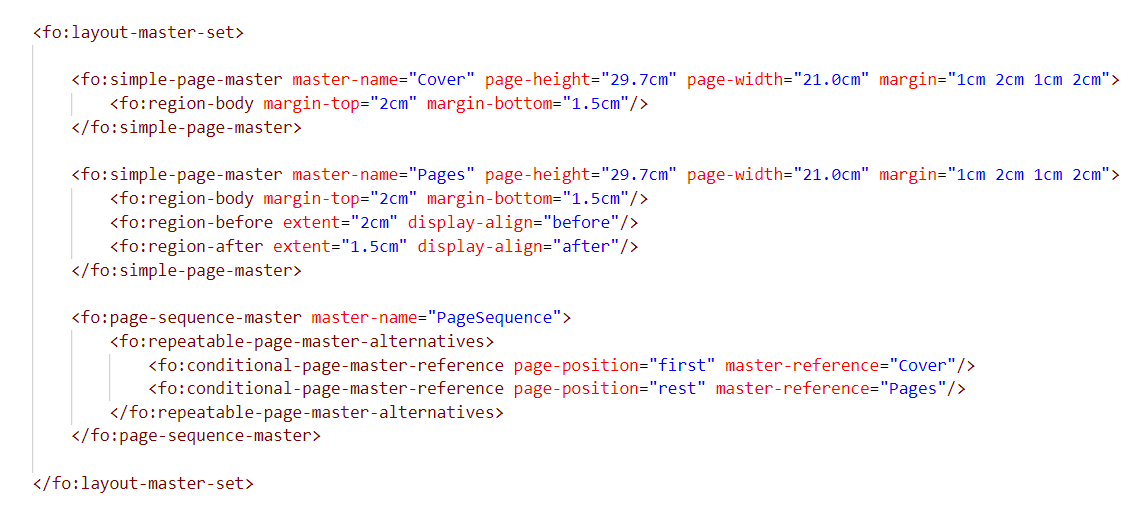 <fo:layout-master-set>
<fo:simple-page-master master-name="Cover" page-height="29.7cm" page-width="21.0cm" margin="1cm 2cm 1cm 2cm">
<fo:region-body margin-top="2cm" margin-bottom="1.5cm"/>
</fo:simple-page-master>
<fo:simple-page-master master-name="Pages" page-height="29.7cm" page-width="21.0cm" margin="1cm 2cm 1cm 2cm">
<fo:region-body margin-top="2cm" margin-bottom="1.5cm"/>
<fo:region-before extent="2cm" display-align="before"/>
<fo:region-after extent="1.5cm" display-align="after"/>
</fo:simple-page-master>
<fo:page-sequence-master master-name="PageSequence">
<fo:repeatable-page-master-alternatives>
<fo:conditional-page-master-reference page-position="first" master-reference="Cover"/>
<fo:conditional-page-master-reference page-position="rest" master-reference="Pages"/>
</fo:repeatable-page-master-alternatives>
</fo:page-sequence-master>
</fo:layout-master-set>